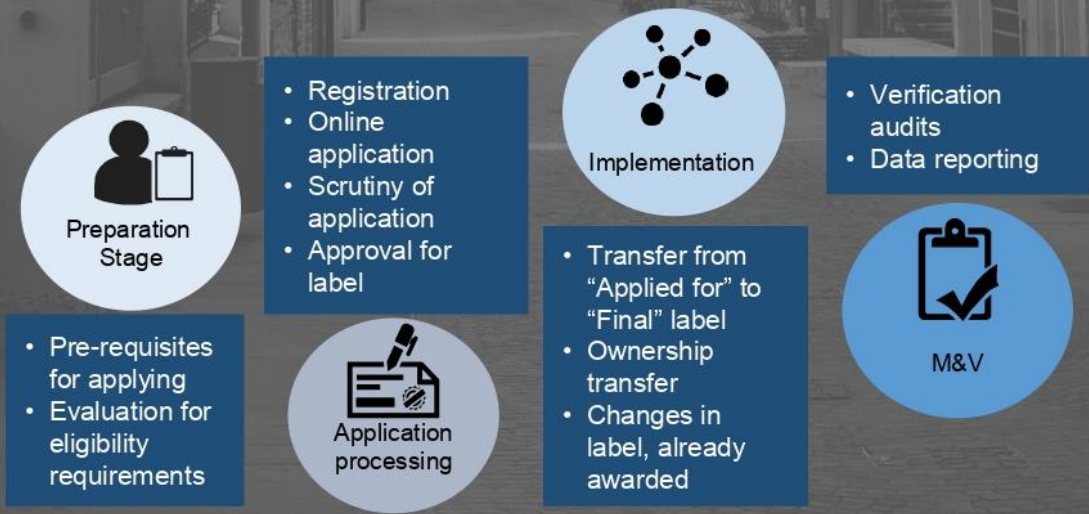 Preparation
Stage
• Pre-requisites
for applying
• Evaluation for
eligibility
requirements
• Registration
• Online
application
• Scrutiny of
application
• Approval for
label
Application
processing
Implementation
• Transfer from
“Applied for” to
“Final” label
• Ownership
transfer
• Changes in
label, already
awarded
• Verification
audits
• Data reporting
M&V